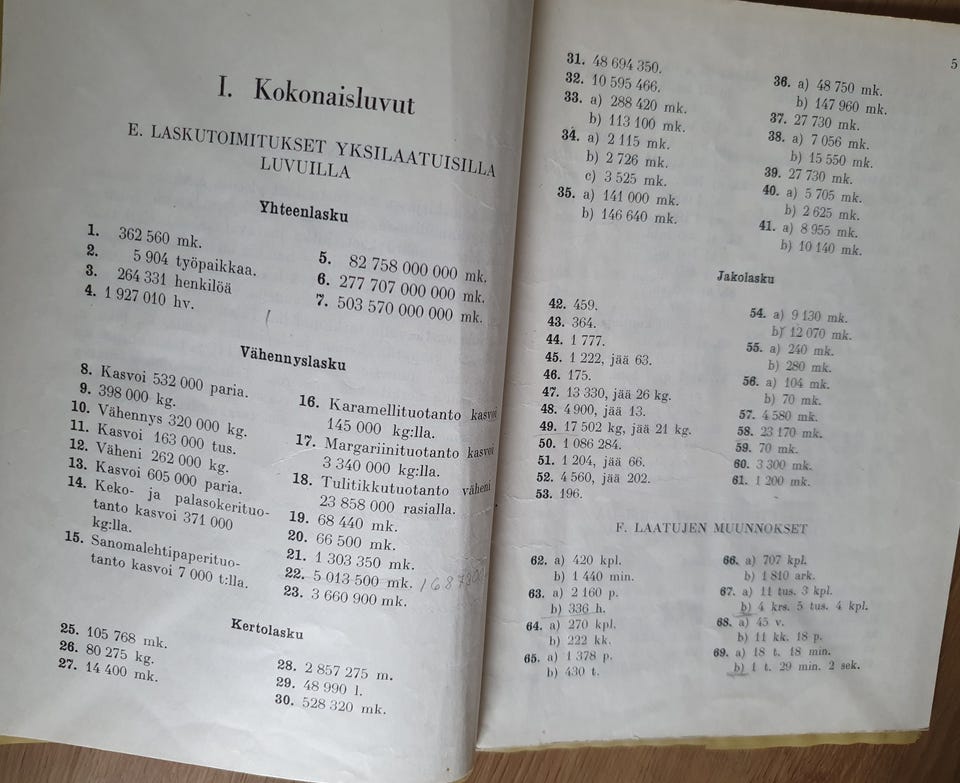 I. Kokonaisluvut
E. LASKUTOIMITUKSET YKSILAATUISILLA
LUVUILLA
Yhteenlasku
1. 362 560 mk.
2. 5 904 työpaikkaa.
3. 264 331 henkilöä
4. 1 927 010 hv.
5. 82 758 000 000 mk.
6. 277 707 000 000 mk.
7. 503 570 000 000 mk.
Vähennyslasku
8. Kasvoi 532 000 paria.
9. 398 000 kg.
10. Vähennys 320 000 kg.
11. Kasvoi 163 000 tus.
12. Väheni 262 000 kg.
13. Kasvoi 605 000 paria.
14. Keko- ja palasokerituo-
tanto kasvoi 371 000
kg:lla.
15. Sanomalehtipaperituo-
tanto kasvoi 7 000 t:lla.
16. Karamellituotanto kasvoi
145 000 kg:lla.
17. Margariinituotanto kasvoi
3 340 000 kg:lla.
18. Tulitikkutuotanto väheni
23 858 000 rasialla.
19. 68 440 mk.
20. 66 500 mk.
21. 1 303 350 mk.
22. 5 013 500 mk.
23. 3 660 900 mk.
Kertolasku
25. 105 768 mk.
26. 80 275 kg.
27. 14 400 mk.
28. 2 857 275 m.
29. 48 990 l.
30. 528 320 mk.
5
31. 48 694 350.
32. 10 595 466.
33. a) 288 420 mk.
b) 113 100 mk.
34. a) 2 115 mk.
b) 2 726 mk.
c) 3 525 mk.
35. a) 141 000 mk.
b) 146 640 mk.
36. a) 48 750 mk.
b) 147 960 mk.
37. 27 730 mk.
38. a) 7 056 mk.
b) 15 550 mk.
39. 27 730 mk.
40. a) 5 705 mk.
b) 2 625 mk.
41. a) 8 955 mk.
b) 10 140 mk.
Jakolasku
42. 459.
43. 364.
44. 1 777.
45. 1 222, jää 63.
46. 175.
47. 13 330, jää 26 kg.
48. 4 900, jää 13.
49. 17 502 kg, jää 21 kg.
50. 1 086 284.
51. 1 204, jää 66.
52. 4 560, jää 202.
53. 196.
54. a) 9 130 mk.
b) 12 070 mk.
55. a) 240 mk.
b) 280 mk.
56. a) 104 mk.
b) 70 mk.
57. 4 580 mk.
58. 23 170 mk.
59. 70 mk.
60. 3 300 mk.
61. 1 200 mk.
F. LAATUJEN MUUNNOKSET
62. a) 420 kpl.
b) 1 440 min.
63. a) 2 160 p.
b) 336 h.
64. a) 270 kpl.
b) 222 kk.
65. a) 1 378 p.
b) 430 t.
66. a) 707 kpl.
b) 1 810 ark.
67. a) 11 tus. 3 kpl.
b) 4 krs. 5 tus. 4 kpl.
68. a) 45 v.
b) 11 kk. 18 p.
69. a) 18 t. 18 min.
b) 1 t. 29 min. 2 sek.